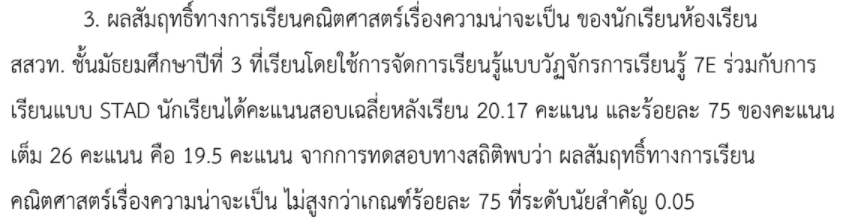 3. ผลสัมฤทธิ์ทางการเรียนคณิตศาสตร์เรื่องความน่าจะเป็น ของนักเรียนห้องเรียน
สสวท. ชั้นมัธยมศึกษาปีที่ 3 ที่เรียนโดยใช้การจัดการเรียนรู้แบบวัฏจักรการเรียนรู้ 7E ร่วมกับการ
เรียนแบบ STAD นักเรียนได้คะแนนสอบเฉลี่ยหลังเรียน 20.17 คะแนน และร้อยละ 75 ของคะแนน
เต็ม 26 คะแนน คือ 19.5 คะแนน จากการทดสอบทางสถิติพบว่า ผลสัมฤทธิ์ทางการเรียน
คณิตศาสตร์เรื่องความน่าจะเป็น ไม่สูงกว่าเกณฑ์ร้อยละ 75 ที่ระดับนัยสำคัญ 0.05